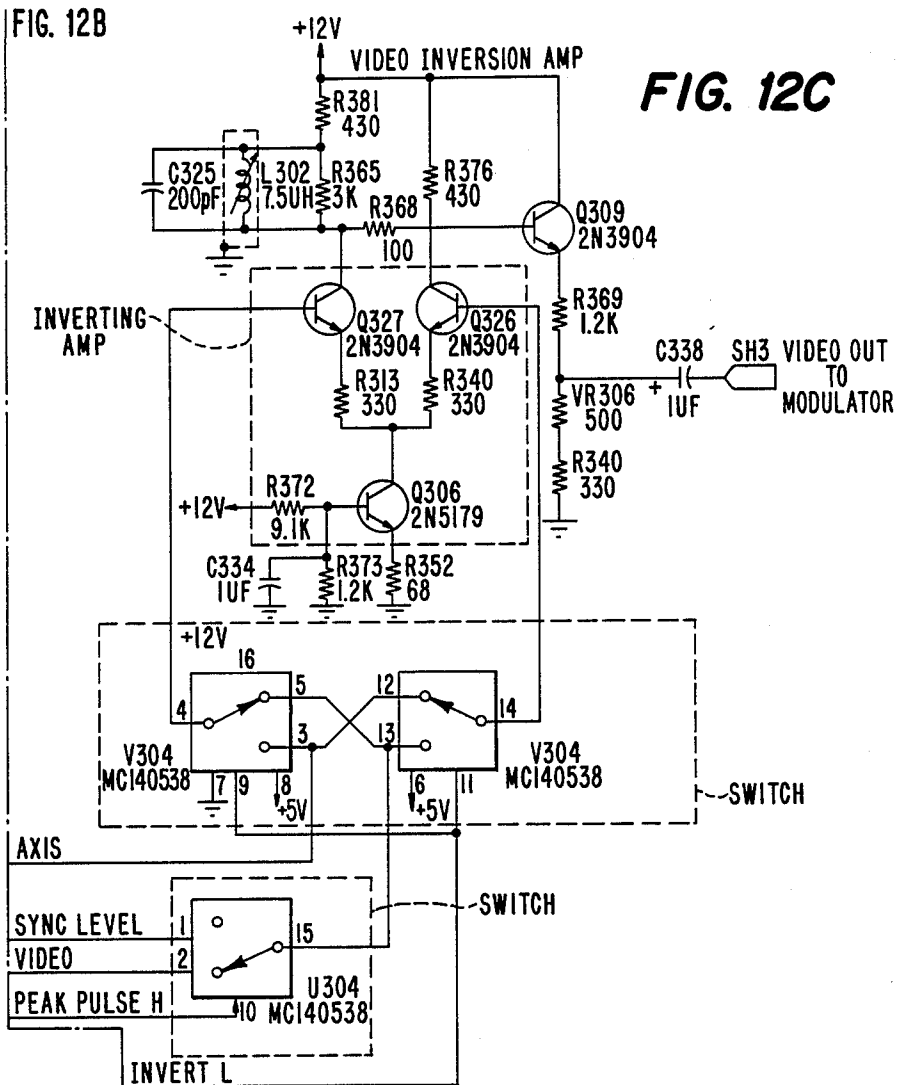 FIG. 12B
+12V
VIDEO INVERSION AMP
FIG. 12C
R381
430
C325
200pF
L302
7.5UH
R365
3K
R368
100
R376
430
Q309
2N3904
INVERTING
AMP
Q327
2N3904
Q326
2N3904
R369
1.2K
C338
+
1UF
SH3
VIDEO OUT
TO
MODULATOR
R313
330
R340
330
VR306
500
R340
330
+12V
R372
9.1K
Q306
2N5179
C334
1UF
R373
1.2K
R352
68
+12V
16
4
5
3
12
13
14
V304
MC140538
7
9
8
+5V
6
+5V
11
V304
MC140538
SWITCH
AXIS
SWITCH
SYNC LEVEL
1
15
VIDEO
2
PEAK PULSE H
10
U304
MC140538
INVERT L